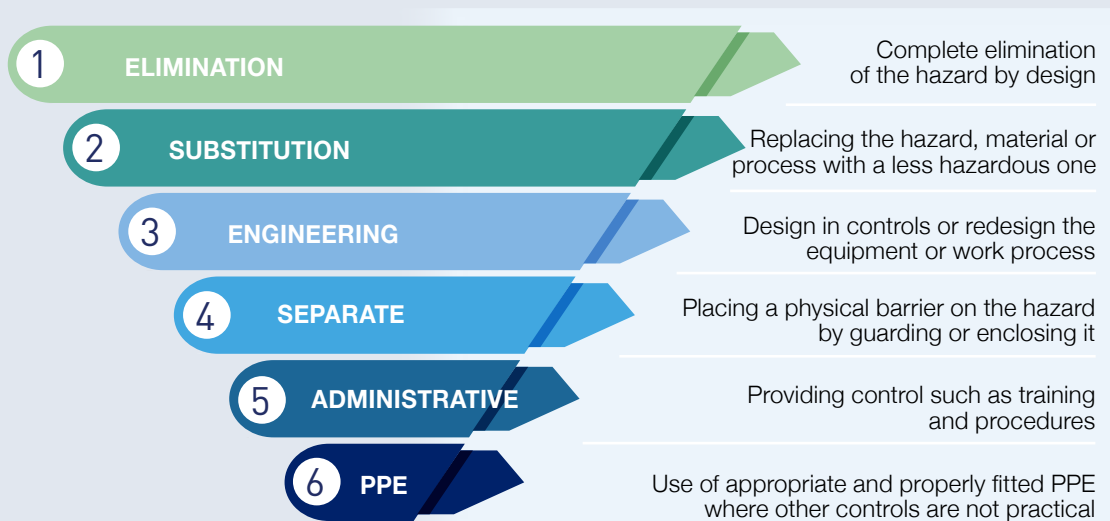 1
ELIMINATION
Complete elimination
of the hazard by design
2
SUBSTITUTION
Replacing the hazard, material or
process with a less hazardous one
3
ENGINEERING
Design in controls or redesign the
equipment or work process
4
SEPARATE
Placing a physical barrier on the hazard
by guarding or enclosing it
5
ADMINISTRATIVE
Providing control such as training
and procedures
6
PPE
Use of appropriate and properly fitted PPE
where other controls are not practical